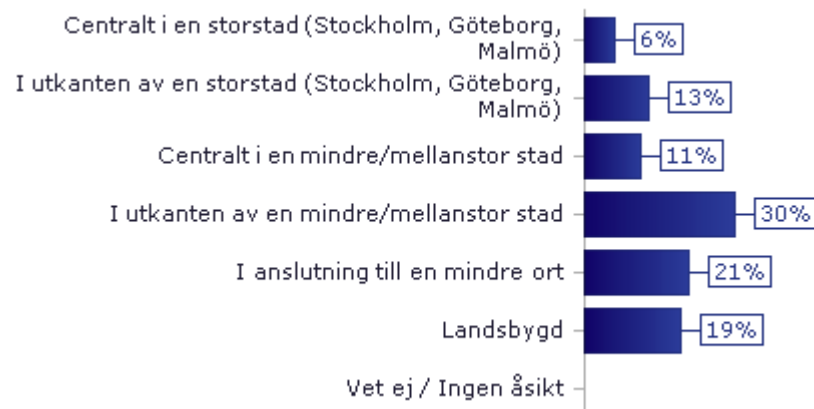 Centralt i en storstad (Stockholm, Göteborg,
Malmö)
6%
I utkanten av en storstad (Stockholm, Göteborg,
Malmö)
13%
Centralt i en mindre/mellanstor stad
11%
I utkanten av en mindre/mellanstor stad
30%
I anslutning till en mindre ort
21%
Landsbygd
19%
Vet ej / Ingen åsikt